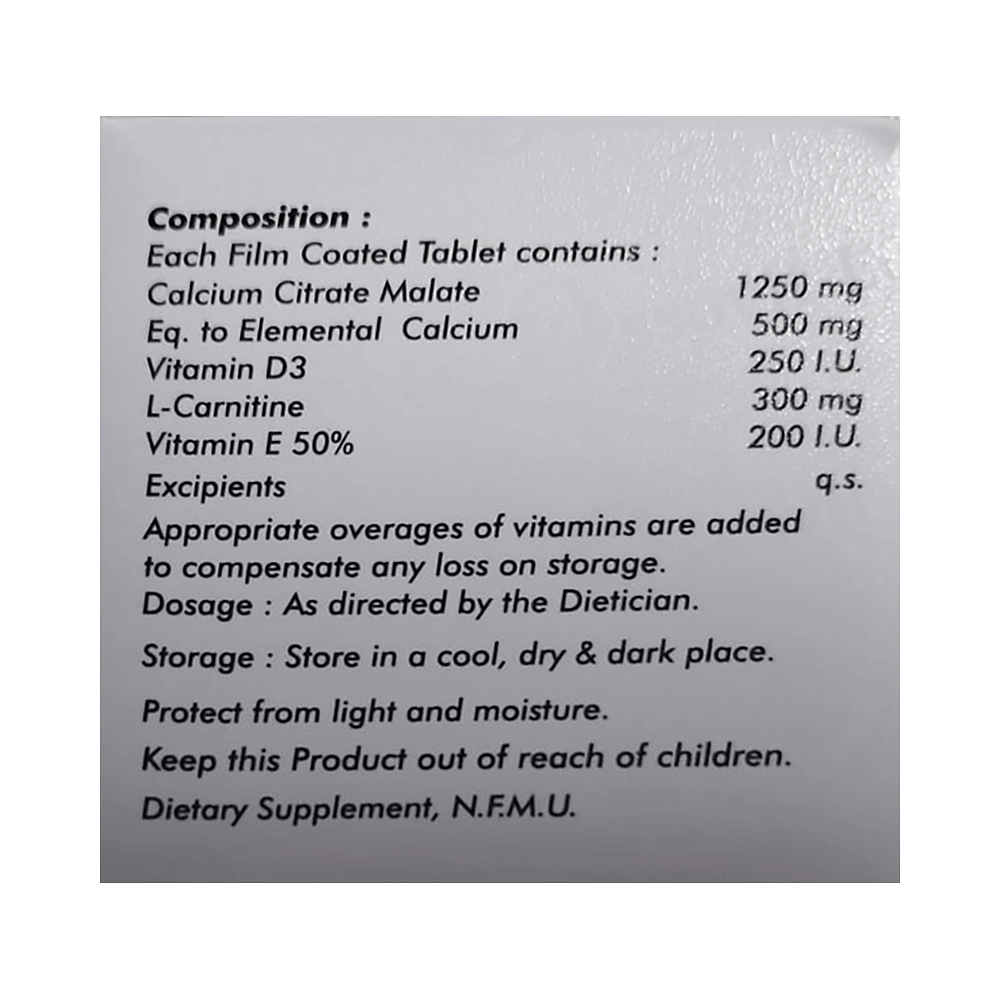 Composition :
Each Film Coated Tablet contains :
Calcium Citrate Malate 1250 mg
Eq. to Elemental Calcium 500 mg
Vitamin D3 250 I.U.
L-Carnitine 300 mg
Vitamin E 50% 200 I.U.
Excipients q.s.
Appropriate overages of vitamins are added
to compensate any loss on storage.
Dosage : As directed by the Dietician.
Storage : Store in a cool, dry & dark place.
Protect from light and moisture.
Keep this Product out of reach of children.
Dietary Supplement, N.F.M.U.